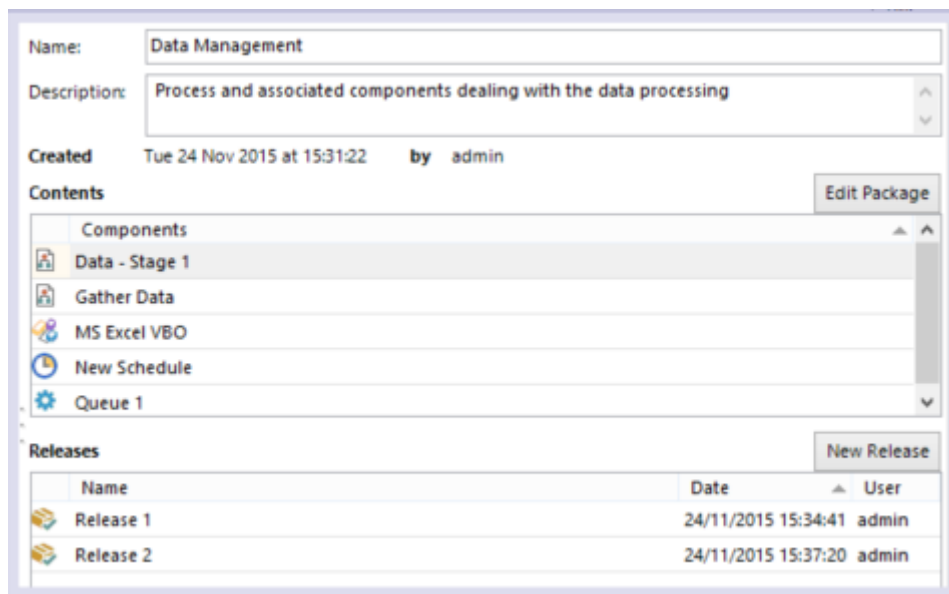 Name: Data Management
Description: Process and associated components dealing with the data processing
Created Tue 24 Nov 2015 at 15:31:22 by admin
Contents Edit Package
Components
Data - Stage 1
Gather Data
MS Excel VBO
New Schedule
Queue 1
Releases New Release
Name Date User
Release 1 24/11/2015 15:34:41 admin
Release 2 24/11/2015 15:37:20 admin